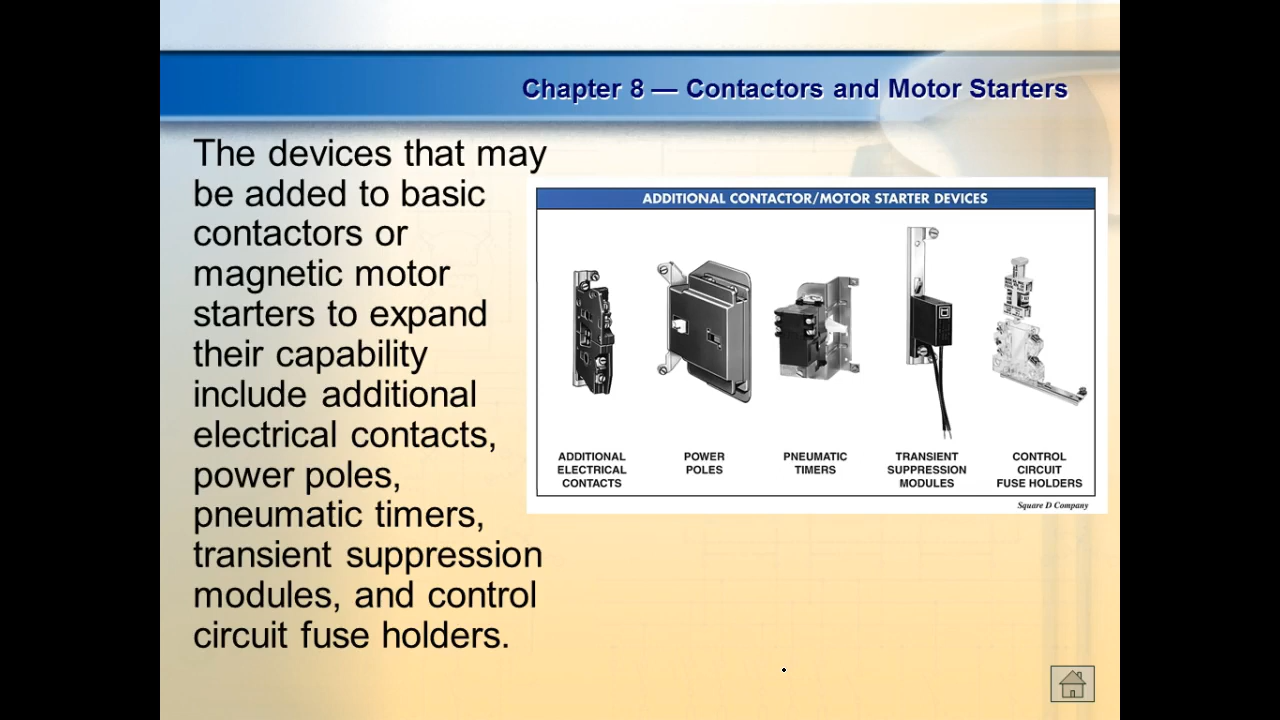 Chapter 8 — Contactors and Motor Starters
The devices that may
be added to basic
contactors or
magnetic motor
starters to expand
their capability
include additional
electrical contacts,
power poles,
pneumatic timers,
transient suppression
modules, and control
circuit fuse holders.
ADDITIONAL CONTACTOR/MOTOR STARTER DEVICES
ADDITIONAL
ELECTRICAL
CONTACTS
POWER
POLES
PNEUMATIC
TIMERS
TRANSIENT
SUPPRESSION
MODULES
CONTROL
CIRCUIT
FUSE HOLDERS
Square D Company